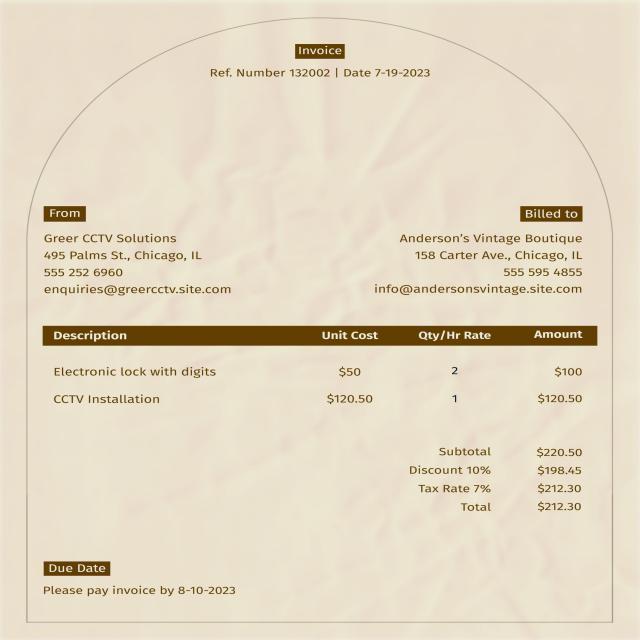 Invoice
Ref. Number 132002 | Date 7-19-2023
From
Greer CCTV Solutions
495 Palms St., Chicago, IL
555 252 6960
enquiries@greercctv.site.com
Billed to
Anderson's Vintage Boutique
158 Carter Ave., Chicago, IL
555 595 4855
info@andersonsvintage.site.com
Description Unit Cost Qty/Hr Rate Amount
Electronic lock with digits $50 2 $100
CCTV Installation $120.50 1 $120.50
Subtotal $220.50
Discount 10% $198.45
Tax Rate 7% $212.30
Total $212.30
Due Date
Please pay invoice by 8-10-2023